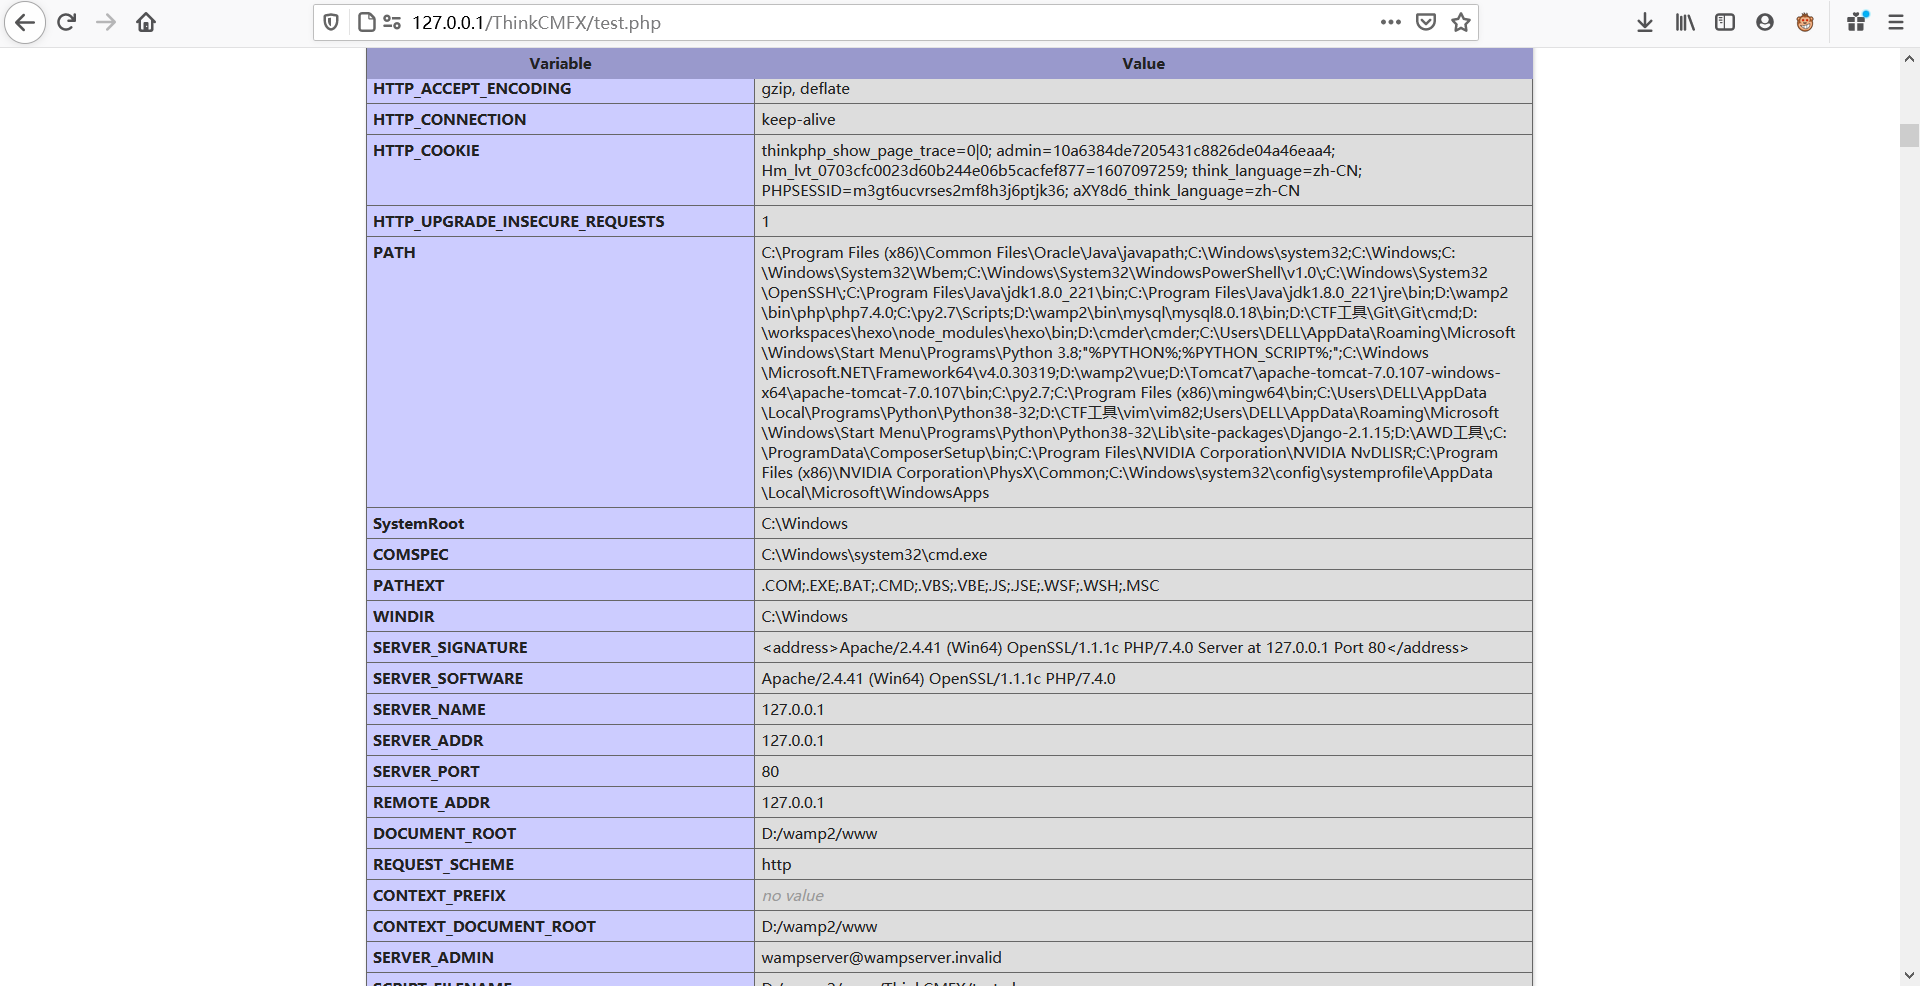 127.0.0.1/ThinkCMFX/test.php
Variable Value
HTTP_ACCEPT_ENCODING gzip, deflate
HTTP_CONNECTION keep-alive
HTTP_COOKIE thinkphp_show_page_trace=0|0; admin=10a6384de7205431c8826de04a46eaa4;
Hm_lvt_0703cfc0023d60b244e06b5cacfef877=1607097259; think_language=zh-CN;
PHPSESSID=m3gt6ucvrses2mf8h3j6ptjk36; aXY8d6_think_language=zh-CN
HTTP_UPGRADE_INSECURE_REQUESTS 1
PATH C:\Program Files (x86)\Common Files\Oracle\Java\javapath;C:\Windows\system32;C:\Windows;C:
\Windows\System32\Wbem;C:\Windows\System32\WindowsPowerShell\v1.0\;C:\Windows\System32
\OpenSSH\;C:\Program Files\Java\jdk1.8.0_221\bin;C:\Program Files\Java\jdk1.8.0_221\jre\bin;D:\wamp2
\bin\php\php7.4.0;C:\py2.7\Scripts;D:\wamp2\bin\mysql\mysql8.0.18\bin;D:\CTF工具\Git\Git\cmd;D:
\workspaces\hexo\node_modules\hexo\bin;D:\cmder\cmder;C:\Users\DELL\AppData\Roaming\Microsoft
\Windows\Start Menu\Programs\Python 3.8;"%PYTHON%;%PYTHON_SCRIPT%;";C:\Windows
\Microsoft.NET\Framework64\v4.0.30319;D:\wamp2\vue;D:\Tomcat7\apache-tomcat-7.0.107-windows-
x64\apache-tomcat-7.0.107\bin;C:\py2.7;C:\Program Files (x86)\mingw64\bin;C:\Users\DELL\AppData
\Local\Programs\Python\Python38-32;D:\CTF工具\vim\vim82;Users\DELL\AppData\Roaming\Microsoft
\Windows\Start Menu\Programs\Python\Python38-32\Lib\site-packages\Django-2.1.15;D:\AWD工具\;C:
\ProgramData\ComposerSetup\bin;C:\Program Files\NVIDIA Corporation\NVIDIA NvDLISR;C:\Program
Files (x86)\NVIDIA Corporation\PhysX\Common;C:\Windows\system32\config\systemprofile\AppData
\Local\Microsoft\WindowsApps
SystemRoot C:\Windows
COMSPEC C:\Windows\system32\cmd.exe
PATHEXT .COM;.EXE;.BAT;.CMD;.VBS;.VBE;.JS;.JSE;.WSF;.WSH;.MSC
WINDIR C:\Windows
SERVER_SIGNATURE <address>Apache/2.4.41 (Win64) OpenSSL/1.1.1c PHP/7.4.0 Server at 127.0.0.1 Port 80</address>
SERVER_SOFTWARE Apache/2.4.41 (Win64) OpenSSL/1.1.1c PHP/7.4.0
SERVER_NAME 127.0.0.1
SERVER_ADDR 127.0.0.1
SERVER_PORT 80
REMOTE_ADDR 127.0.0.1
DOCUMENT_ROOT D:/wamp2/www
REQUEST_SCHEME http
CONTEXT_PREFIX no value
CONTEXT_DOCUMENT_ROOT D:/wamp2/www
SERVER_ADMIN wampserver@wampserver.invalid